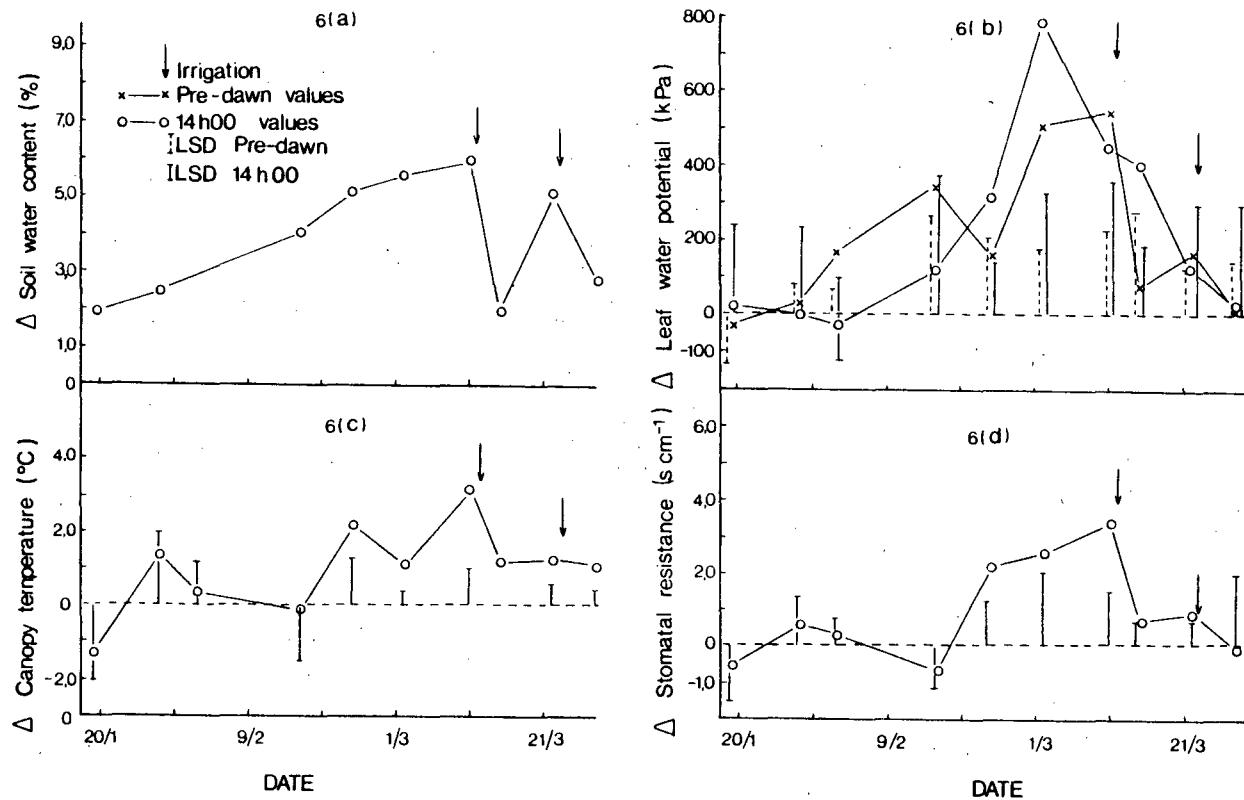 6(a)
Δ Soil water content (%)
9,0
7,0
5,0
3,0
1,0
0
Irrigation
x—x Pre-dawn values
o—o 14h00 values
LSD Pre-dawn
LSD 14h00
6(b)
Δ Leaf water potential (kPa)
800
600
400
200
0
-100
6(c)
Δ Canopy temperature (°C)
4.0
2.0
0
-2,0
0
20/1
9/2
1/3
21/3
DATE
6(d)
Δ Stomatal resistance (s cm⁻¹)
6,0
4,0
2,0
0
-1,0
20/1
9/2
1/3
21/3
DATE